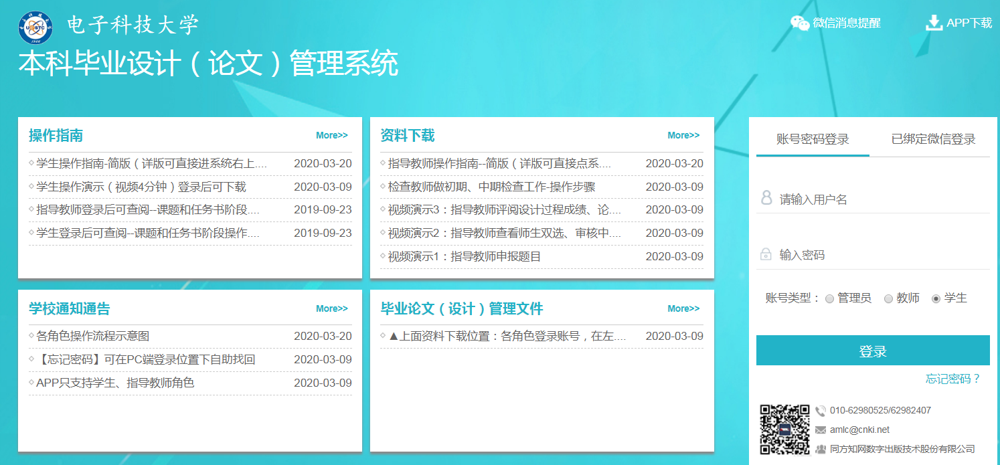 电子科技大学
本科毕业设计（论文）管理系统
微信消息提醒
APP下载
操作指南 More>>
学生操作指南-简版（详版可直接进系统右上.... 2020-03-20
学生操作演示（视频4分钟）登录后可下载 2020-03-09
指导教师登录后可查阅--课题和任务书阶段.... 2019-09-23
学生登录后可查阅--课题和任务书阶段操作.... 2019-09-23
资料下载 More>>
指导教师操作指南--简版（详版可直接点系.... 2020-03-20
检查教师做初期、中期检查工作-操作步骤 2020-03-09
视频演示3：指导教师评阅设计过程成绩、论.... 2020-03-09
视频演示2：指导教师查看师生双选、审核中.... 2020-03-09
视频演示1：指导教师申报题目 2020-03-09
学校通知通告 More>>
各角色操作流程示意图 2020-03-20
【忘记密码】可在PC端登录位置下自助找回 2020-03-09
APP只支持学生、指导教师角色 2020-03-09
毕业论文（设计）管理文件 More>>
▲上面资料下载位置：各角色登录账号，在左.... 2020-03-09
账号密码登录 已绑定微信登录
请输入用户名
输入密码
账号类型： 管理员 教师 学生
登录
忘记密码？
010-62980525/62982407
amlc@cnki.net
同方知网数字出版技术股份有限公司